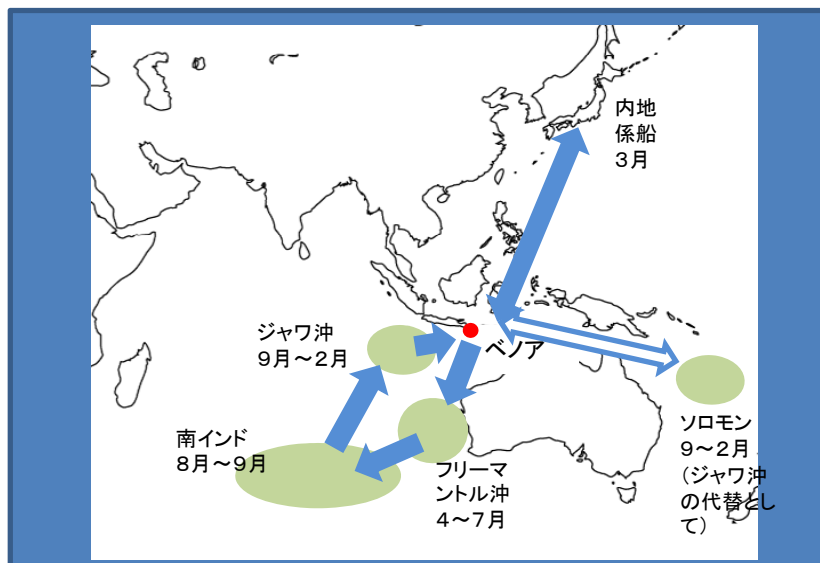 内地
係船
３月
ジャワ沖
９月～２月
ベノア
南インド
８月～９月
フリーマ
ントル沖
４～７月
ソロモン
９～２月
（ジャワ沖
の代替とし
て）